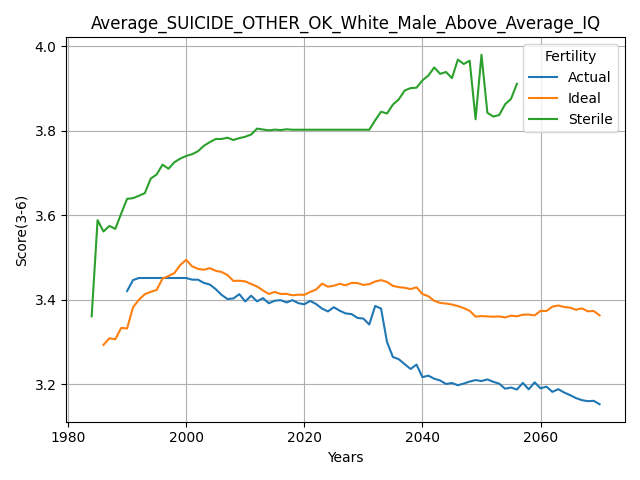 Average_SUICIDE_OTHER_OK_White_Male_Above_Average_IQ
Fertility
Actual
Ideal
Sterile
Score(3-6)
4.0
3.8
3.6
3.4
3.2
1980
2000
2020
2040
2060
Years